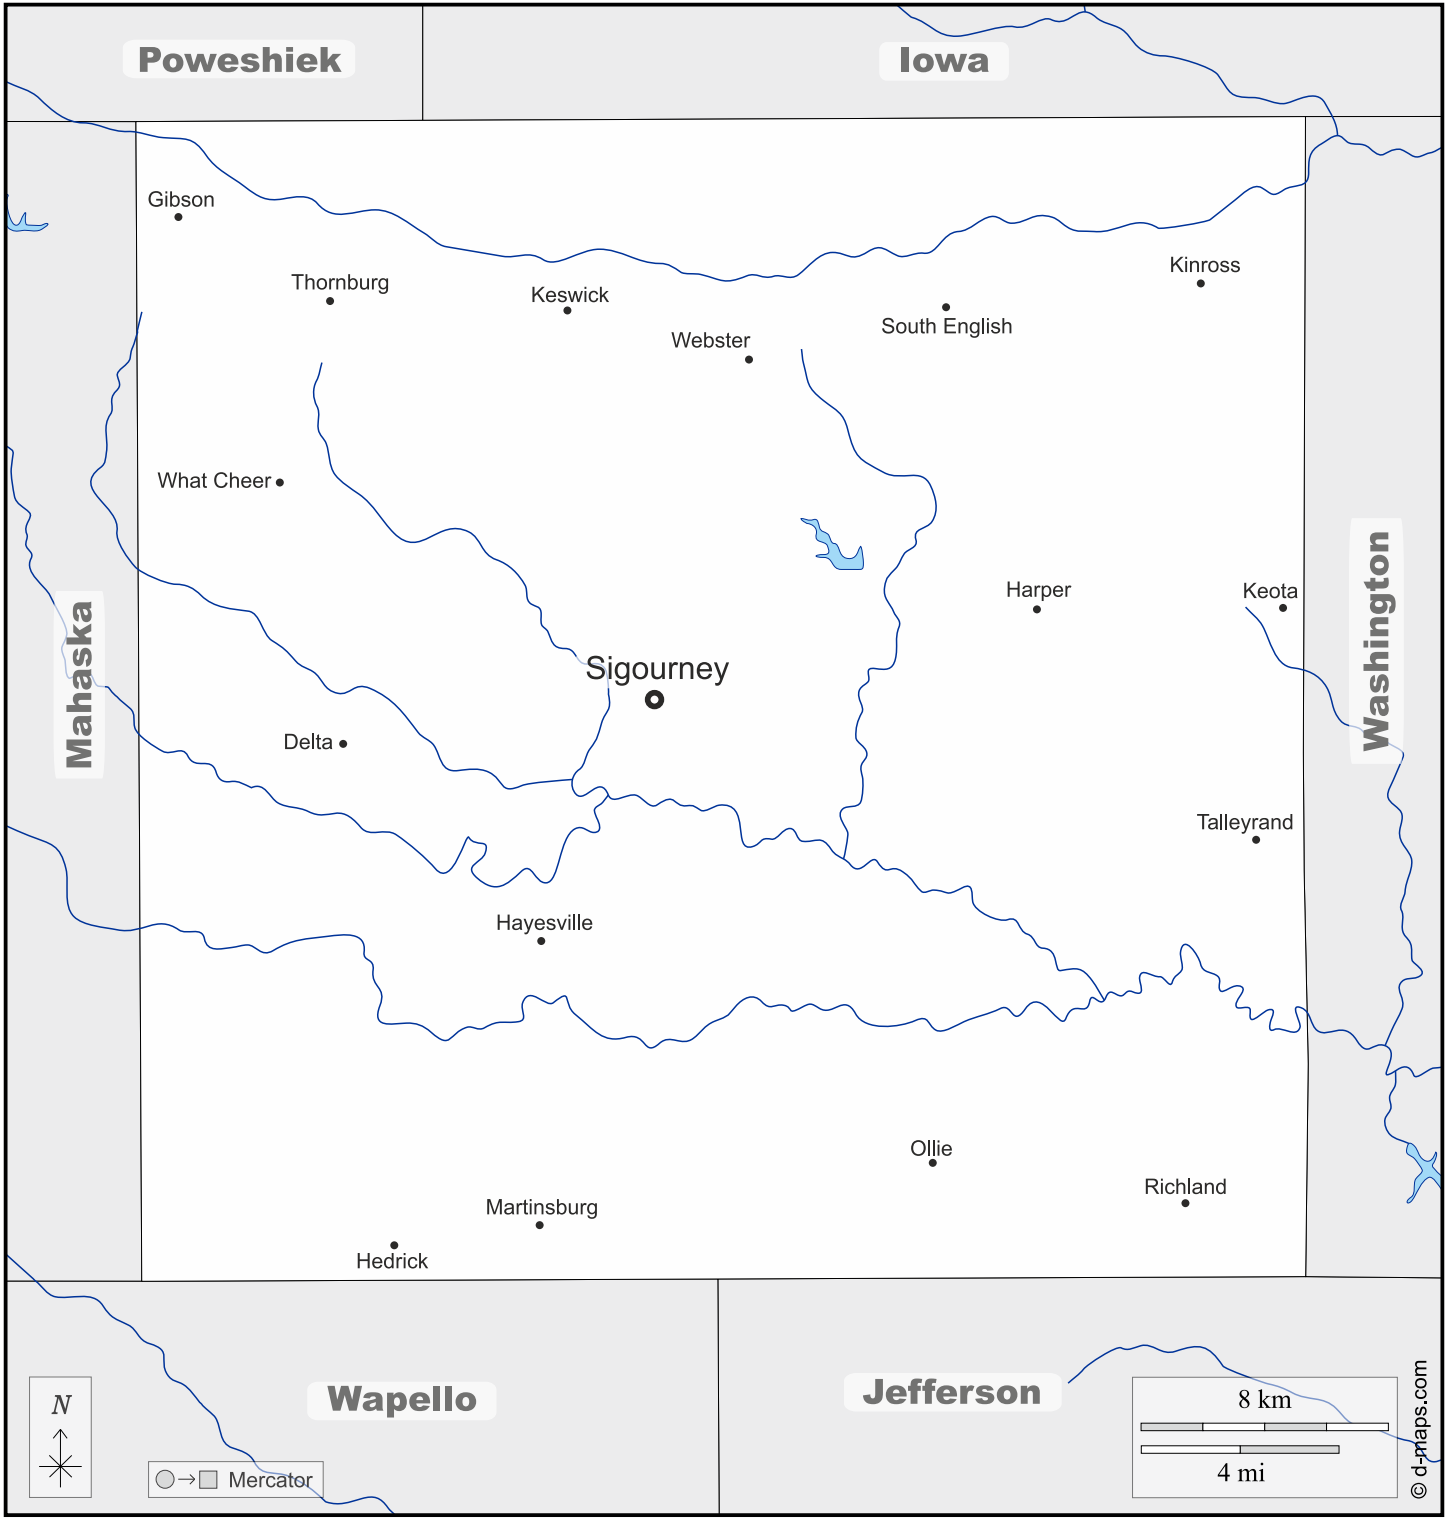 Poweshiek
Iowa
Gibson
Kinross
Thornburg
Keswick
South English
Webster
What Cheer
Harper
Keota
Washington
Mahaska
Sigourney
Delta
Talleyrand
Hayesville
Ollie
Richland
Martinsburg
Hedrick
Wapello
Jefferson
N
8 km
4 mi
Mercator
© d-maps.com